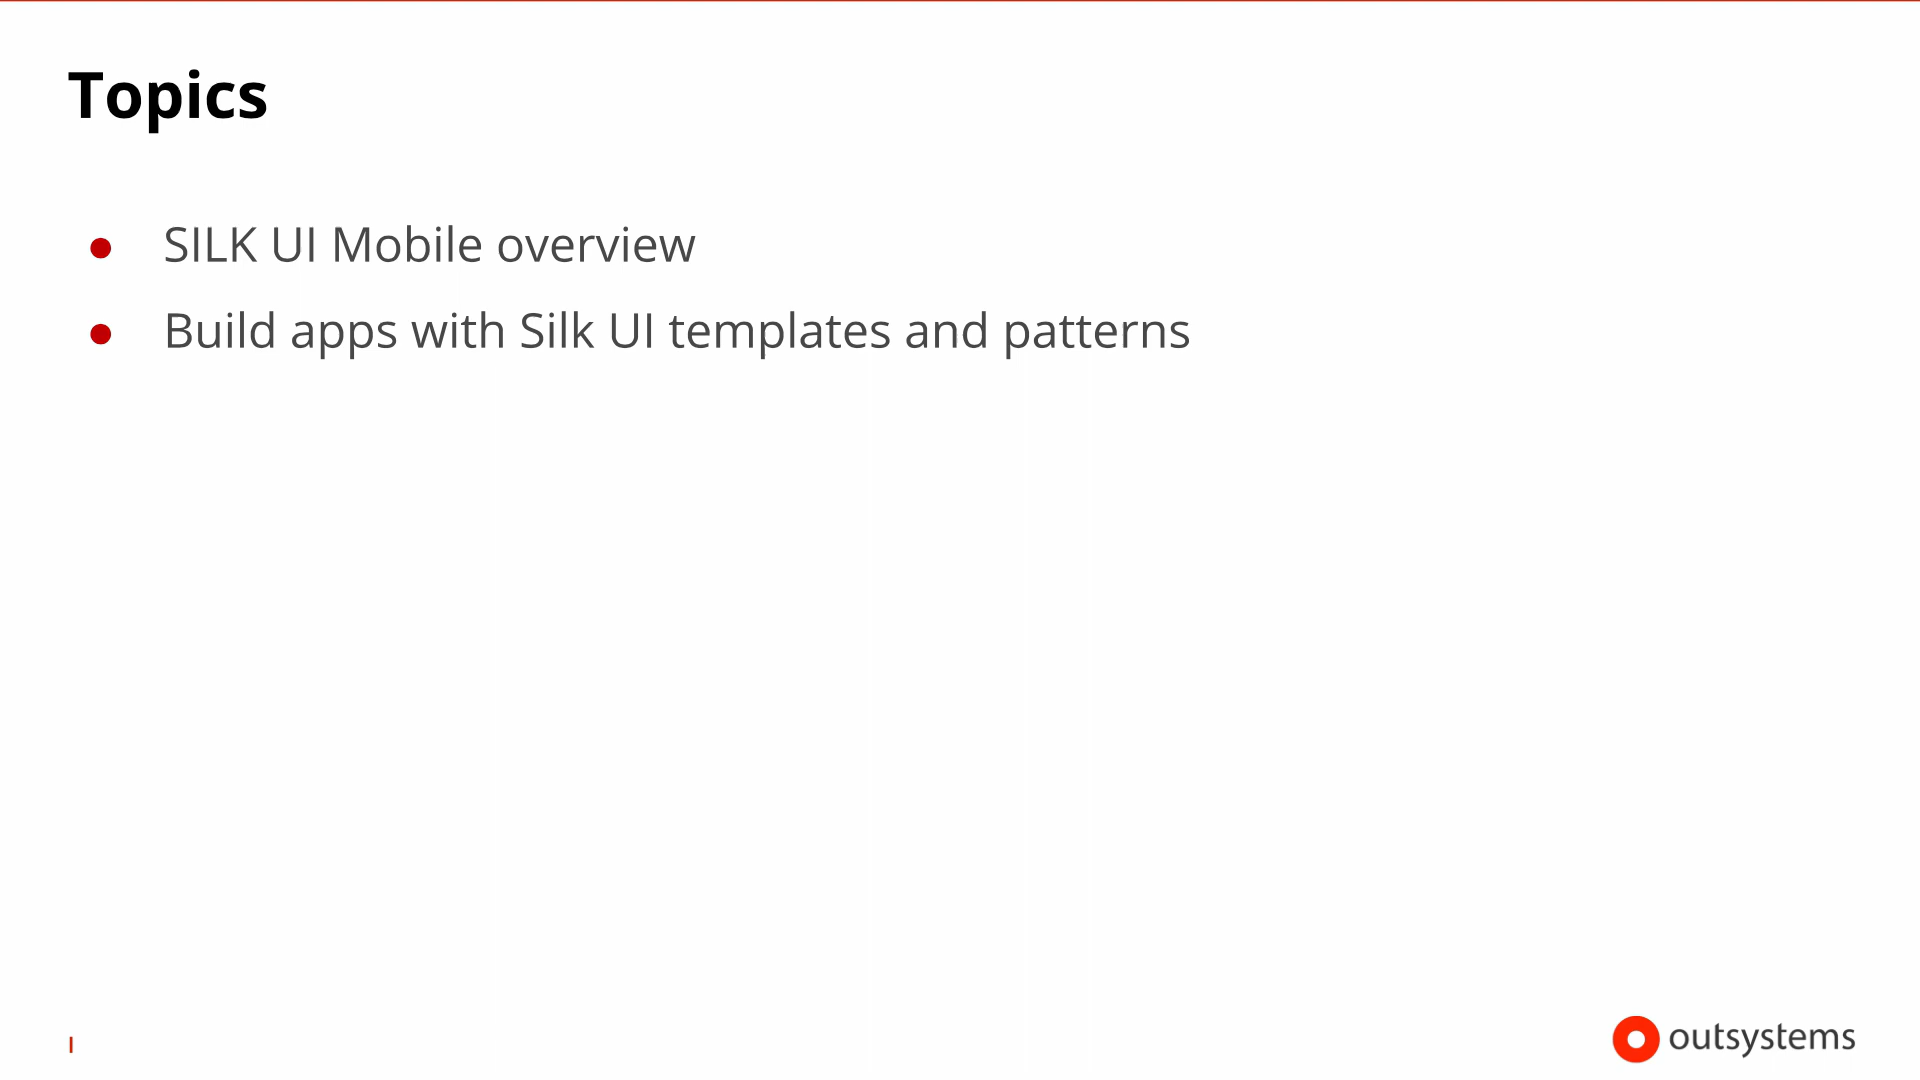 Topics
● SILK UI Mobile overview
● Build apps with Silk UI templates and patterns
I
outsystems